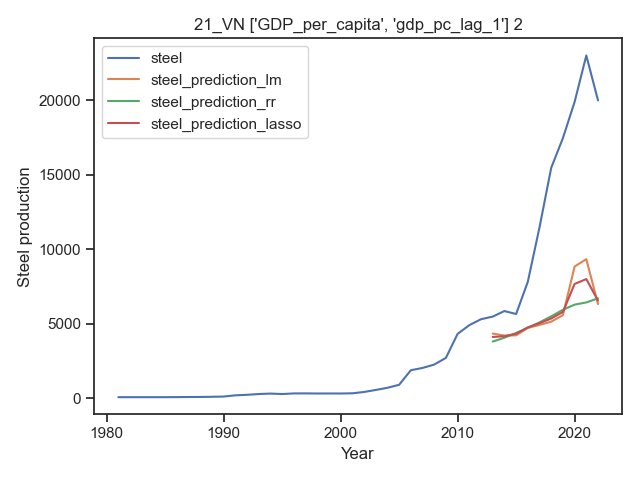 21_VN ['GDP_per_capita', 'gdp_pc_lag_1'] 2
steel
steel_prediction_lm
steel_prediction_rr
steel_prediction_lasso
Steel production
20000
15000
10000
5000
0
1980 1990 2000 2010 2020
Year